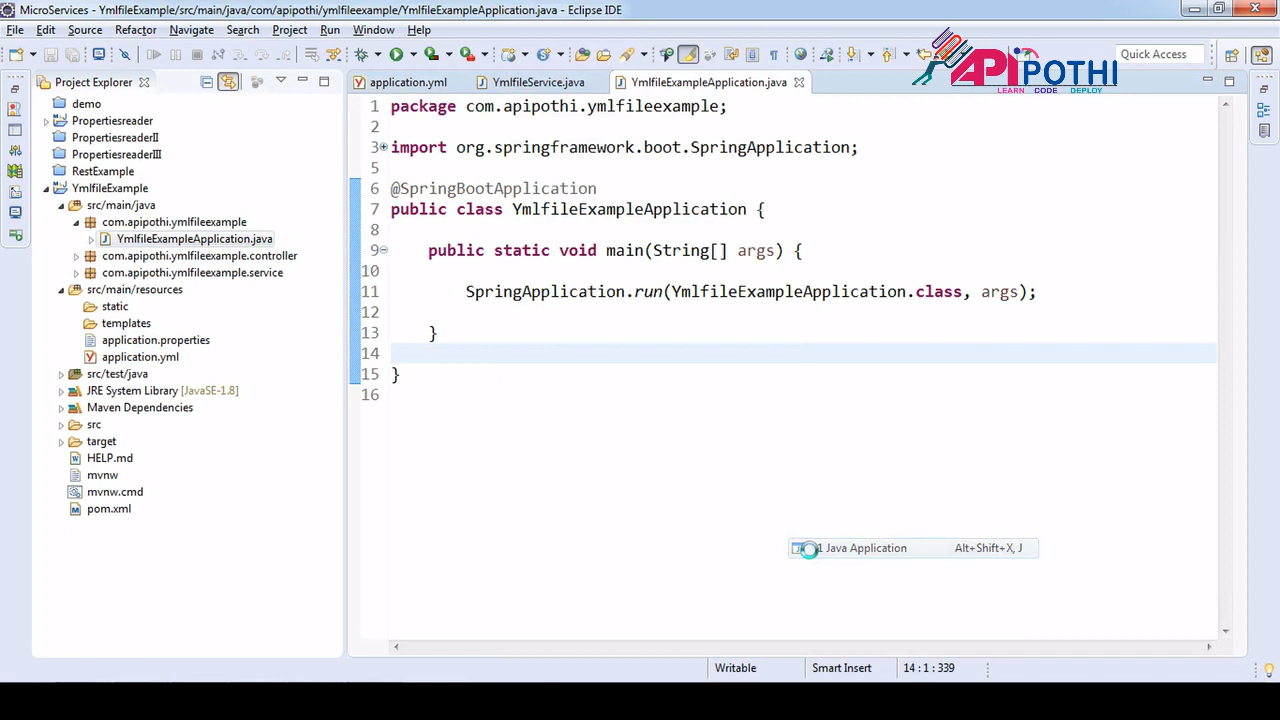 MicroServices - YmlfileExample/src/main/java/com/apipothi/ymlfileexample/YmlfileExampleApplication.java - Eclipse IDE
File Edit Source Refactor Navigate Search Project Run Window Help
Quick Access
APIPOTHI
LEARN CODE DEPLOY
Project Explorer
demo
Propertiesreader
PropertiesreaderII
PropertiesreaderIII
RestExample
YmlfileExample
src/main/java
com.apipothi.ymlfileexample
YmlfileExampleApplication.java
com.apipothi.ymlfileexample.controller
com.apipothi.ymlfileexample.service
src/main/resources
static
templates
application.properties
application.yml
src/test/java
JRE System Library [JavaSE-1.8]
Maven Dependencies
src
target
HELP.md
mvnw
mvnw.cmd
pom.xml
application.yml YmlfileService.java YmlfileExampleApplication.java
1 package com.apipothi.ymlfileexample;
2
3 import org.springframework.boot.SpringApplication;
5
6 @SpringBootApplication
7 public class YmlfileExampleApplication {
8
9 public static void main(String[] args) {
10
11 SpringApplication.run(YmlfileExampleApplication.class, args);
12
13 }
14
15 }
16
1 Java Application Alt+Shift+X, J
Writable Smart Insert 14 : 1 : 339